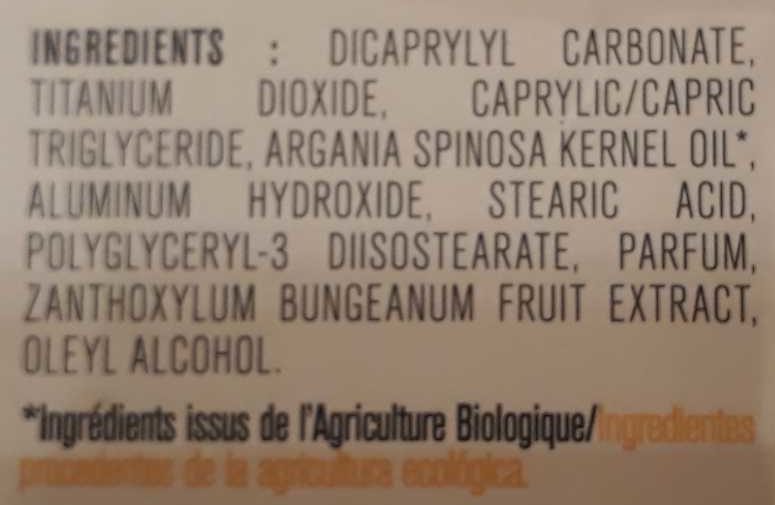 INGREDIENTS : DICAPRYLYL CARBONATE,
TITANIUM DIOXIDE, CAPRYLIC/CAPRIC
TRIGLYCERIDE, ARGANIA SPINOSA KERNEL OIL*,
ALUMINUM HYDROXIDE, STEARIC ACID,
POLYGLYCERYL-3 DIISOSTEARATE, PARFUM,
ZANTHOXYLUM BUNGEANUM FRUIT EXTRACT,
OLEYL ALCOHOL.
*Ingrédients issus de l'Agriculture Biologique/Ingredientes
procedentes de la agricultura ecológica.